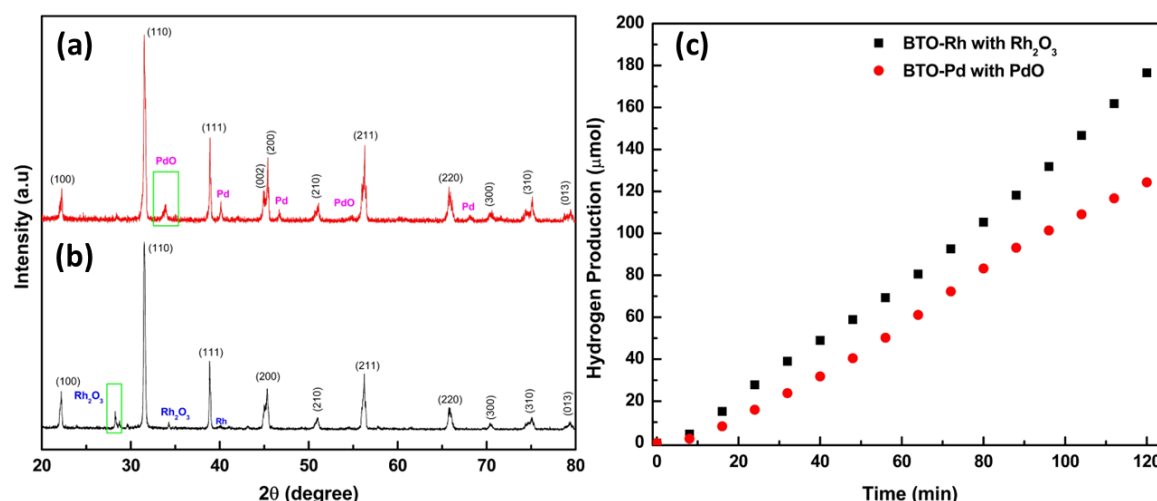 (a)
(110)
(100)
PdO
(111)
Pd
(002)
(200)
Pd
(210)
PdO
(211)
(220)
Pd
(300)
(310)
(013)
(b)
(110)
(100)
Rh₂O₃
Rh₂O₃
(111)
Rh
(200)
(210)
(211)
(220)
(300)
(310)
(013)
Intensity (a.u)
20 30 40 50 60 70 80
2θ (degree)
(c)
BTO-Rh with Rh₂O₃
BTO-Pd with PdO
Hydrogen Production (μmol)
200
180
160
140
120
100
80
60
40
20
0
0 20 40 60 80 100 120
Time (min)